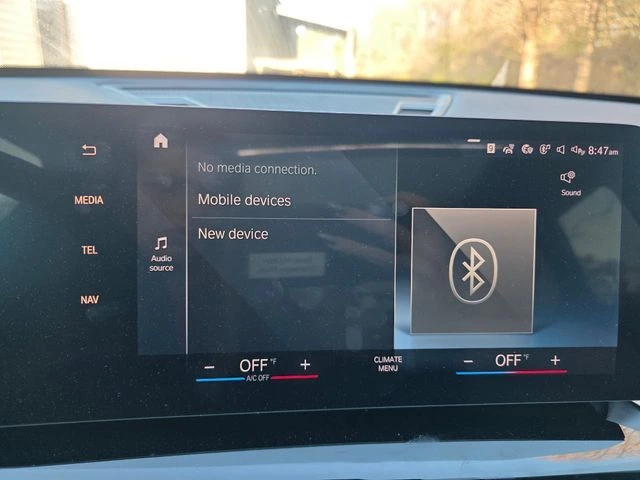 8:47am
No media connection.
Mobile devices
New device
MEDIA
TEL
NAV
Audio
source
Sound
− OFF °F +
A/C OFF
CLIMATE
MENU
− OFF °F +